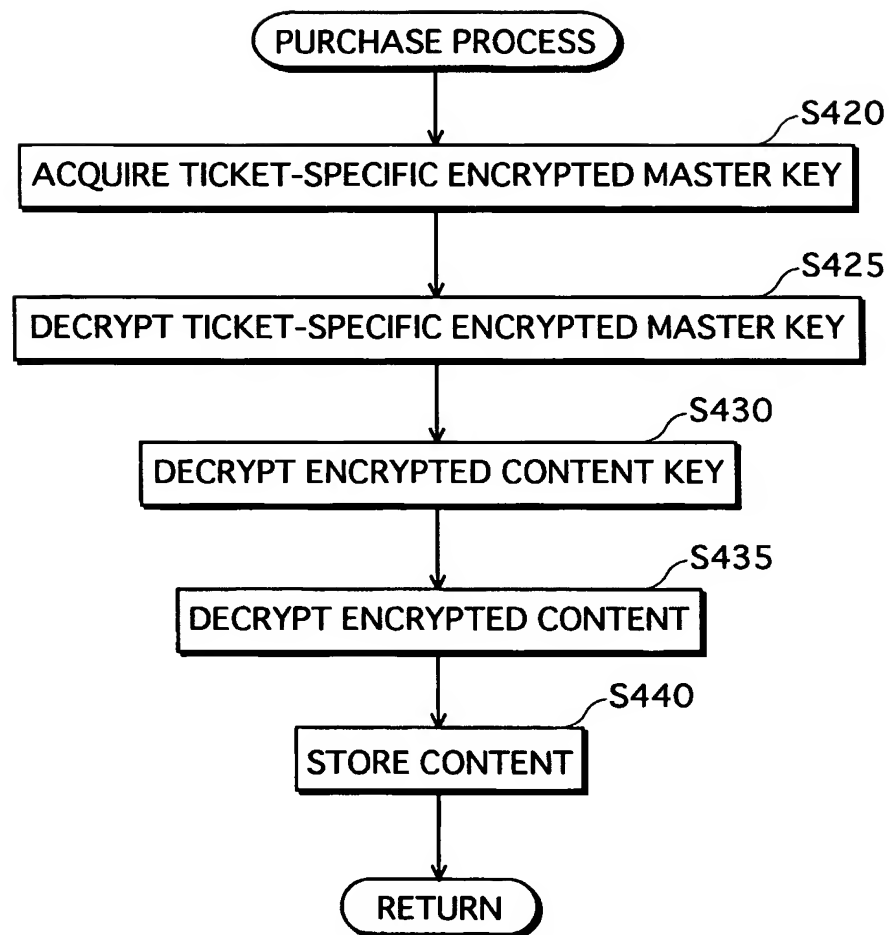 PURCHASE PROCESS
S420
ACQUIRE TICKET-SPECIFIC ENCRYPTED MASTER KEY
S425
DECRYPT TICKET-SPECIFIC ENCRYPTED MASTER KEY
S430
DECRYPT ENCRYPTED CONTENT KEY
S435
DECRYPT ENCRYPTED CONTENT
S440
STORE CONTENT
RETURN